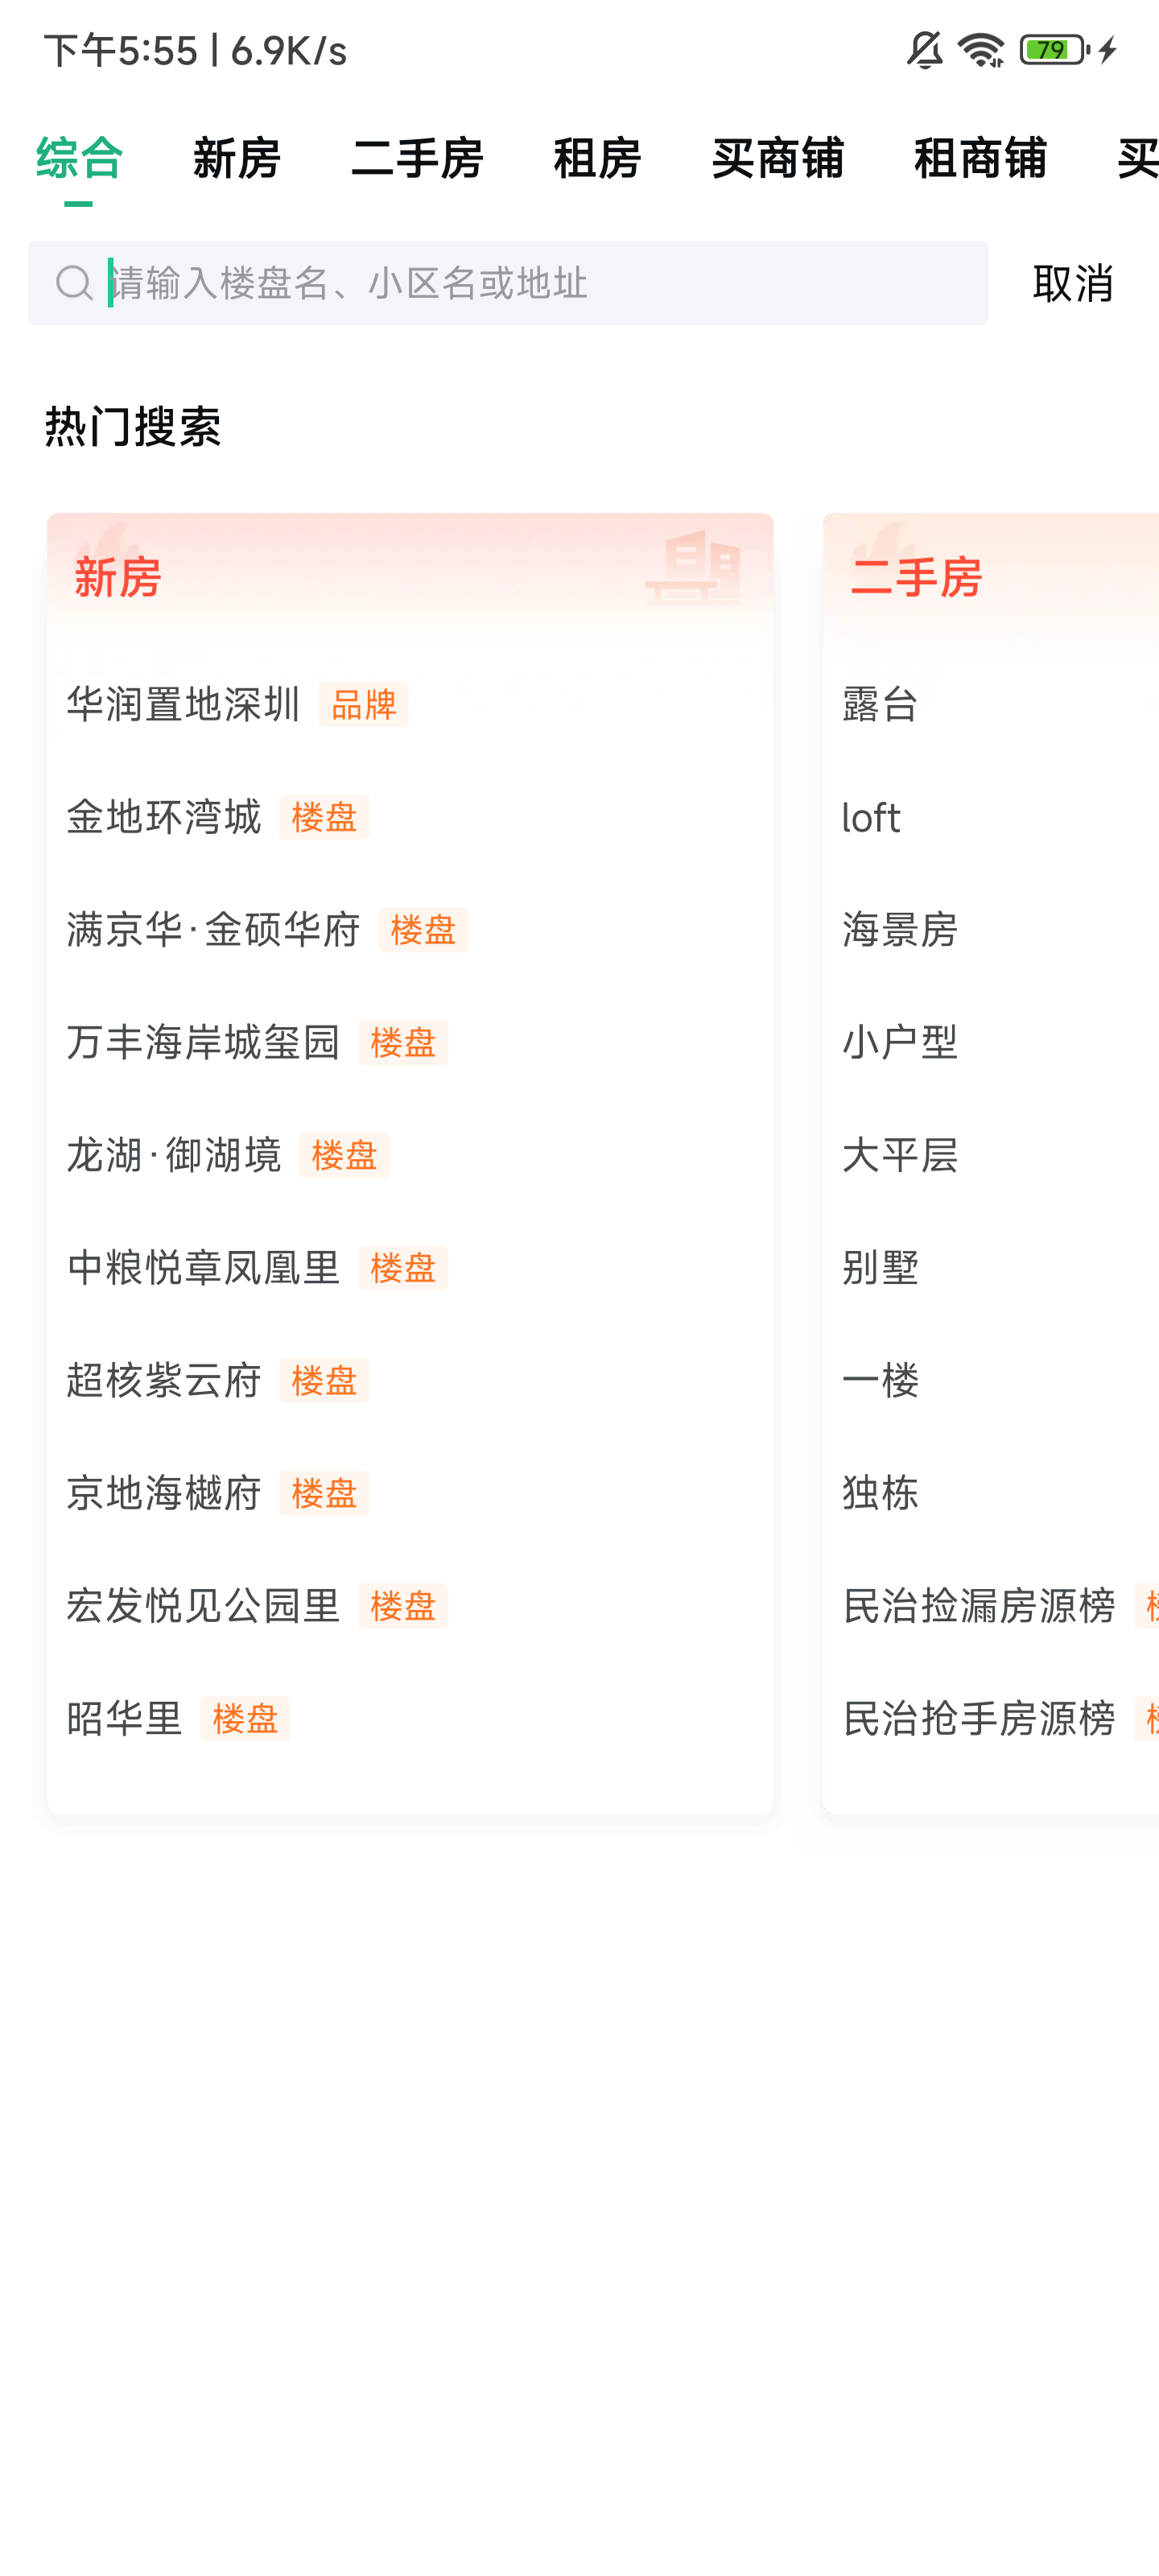 下午5:55 | 6.9K/s 79
综合 新房 二手房 租房 买商铺 租商铺 买
请输入楼盘名、小区名或地址 取消
热门搜索
新房
华润置地深圳 品牌
金地环湾城 楼盘
满京华·金硕华府 楼盘
万丰海岸城玺园 楼盘
龙湖·御湖境 楼盘
中粮悦章凤凰里 楼盘
超核紫云府 楼盘
京地海樾府 楼盘
宏发悦见公园里 楼盘
昭华里 楼盘
二手房
露台
loft
海景房
小户型
大平层
别墅
一楼
独栋
民治捡漏房源榜
民治抢手房源榜